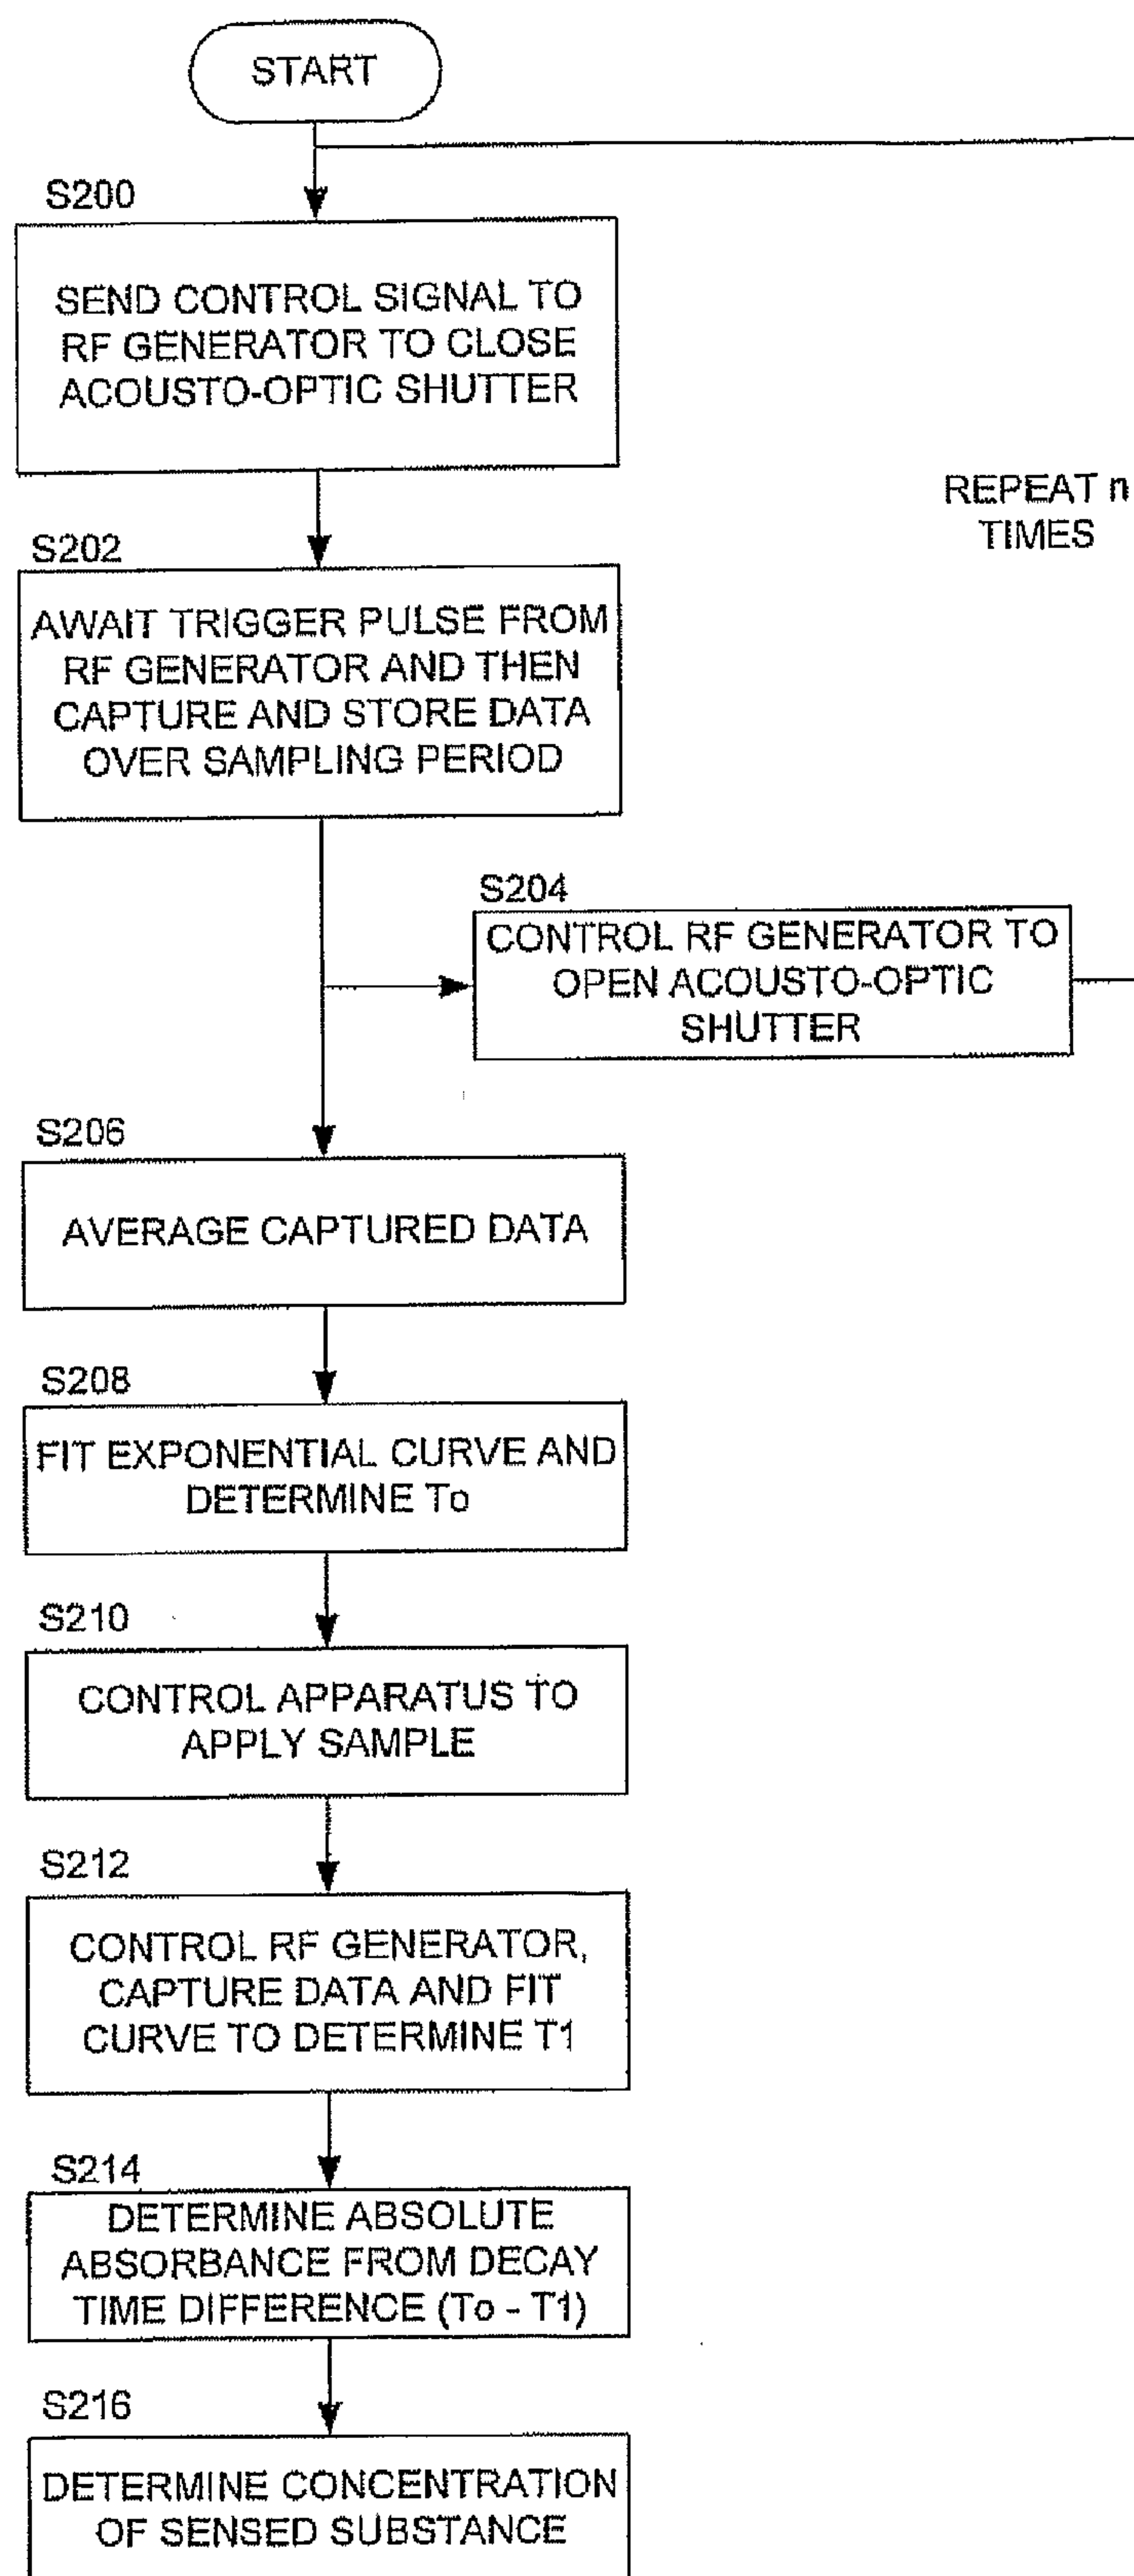 START
S200
SEND CONTROL SIGNAL TO
RF GENERATOR TO CLOSE
ACOUSTO-OPTIC SHUTTER
REPEAT n
TIMES
S202
AWAIT TRIGGER PULSE FROM
RF GENERATOR AND THEN
CAPTURE AND STORE DATA
OVER SAMPLING PERIOD
S204
CONTROL RF GENERATOR TO
OPEN ACOUSTO-OPTIC
SHUTTER
S206
AVERAGE CAPTURED DATA
S208
FIT EXPONENTIAL CURVE AND
DETERMINE To
S210
CONTROL APPARATUS TO
APPLY SAMPLE
S212
CONTROL RF GENERATOR,
CAPTURE DATA AND FIT
CURVE TO DETERMINE T1
S214
DETERMINE ABSOLUTE
ABSORBANCE FROM DECAY
TIME DIFFERENCE (To - T1)
S216
DETERMINE CONCENTRATION
OF SENSED SUBSTANCE